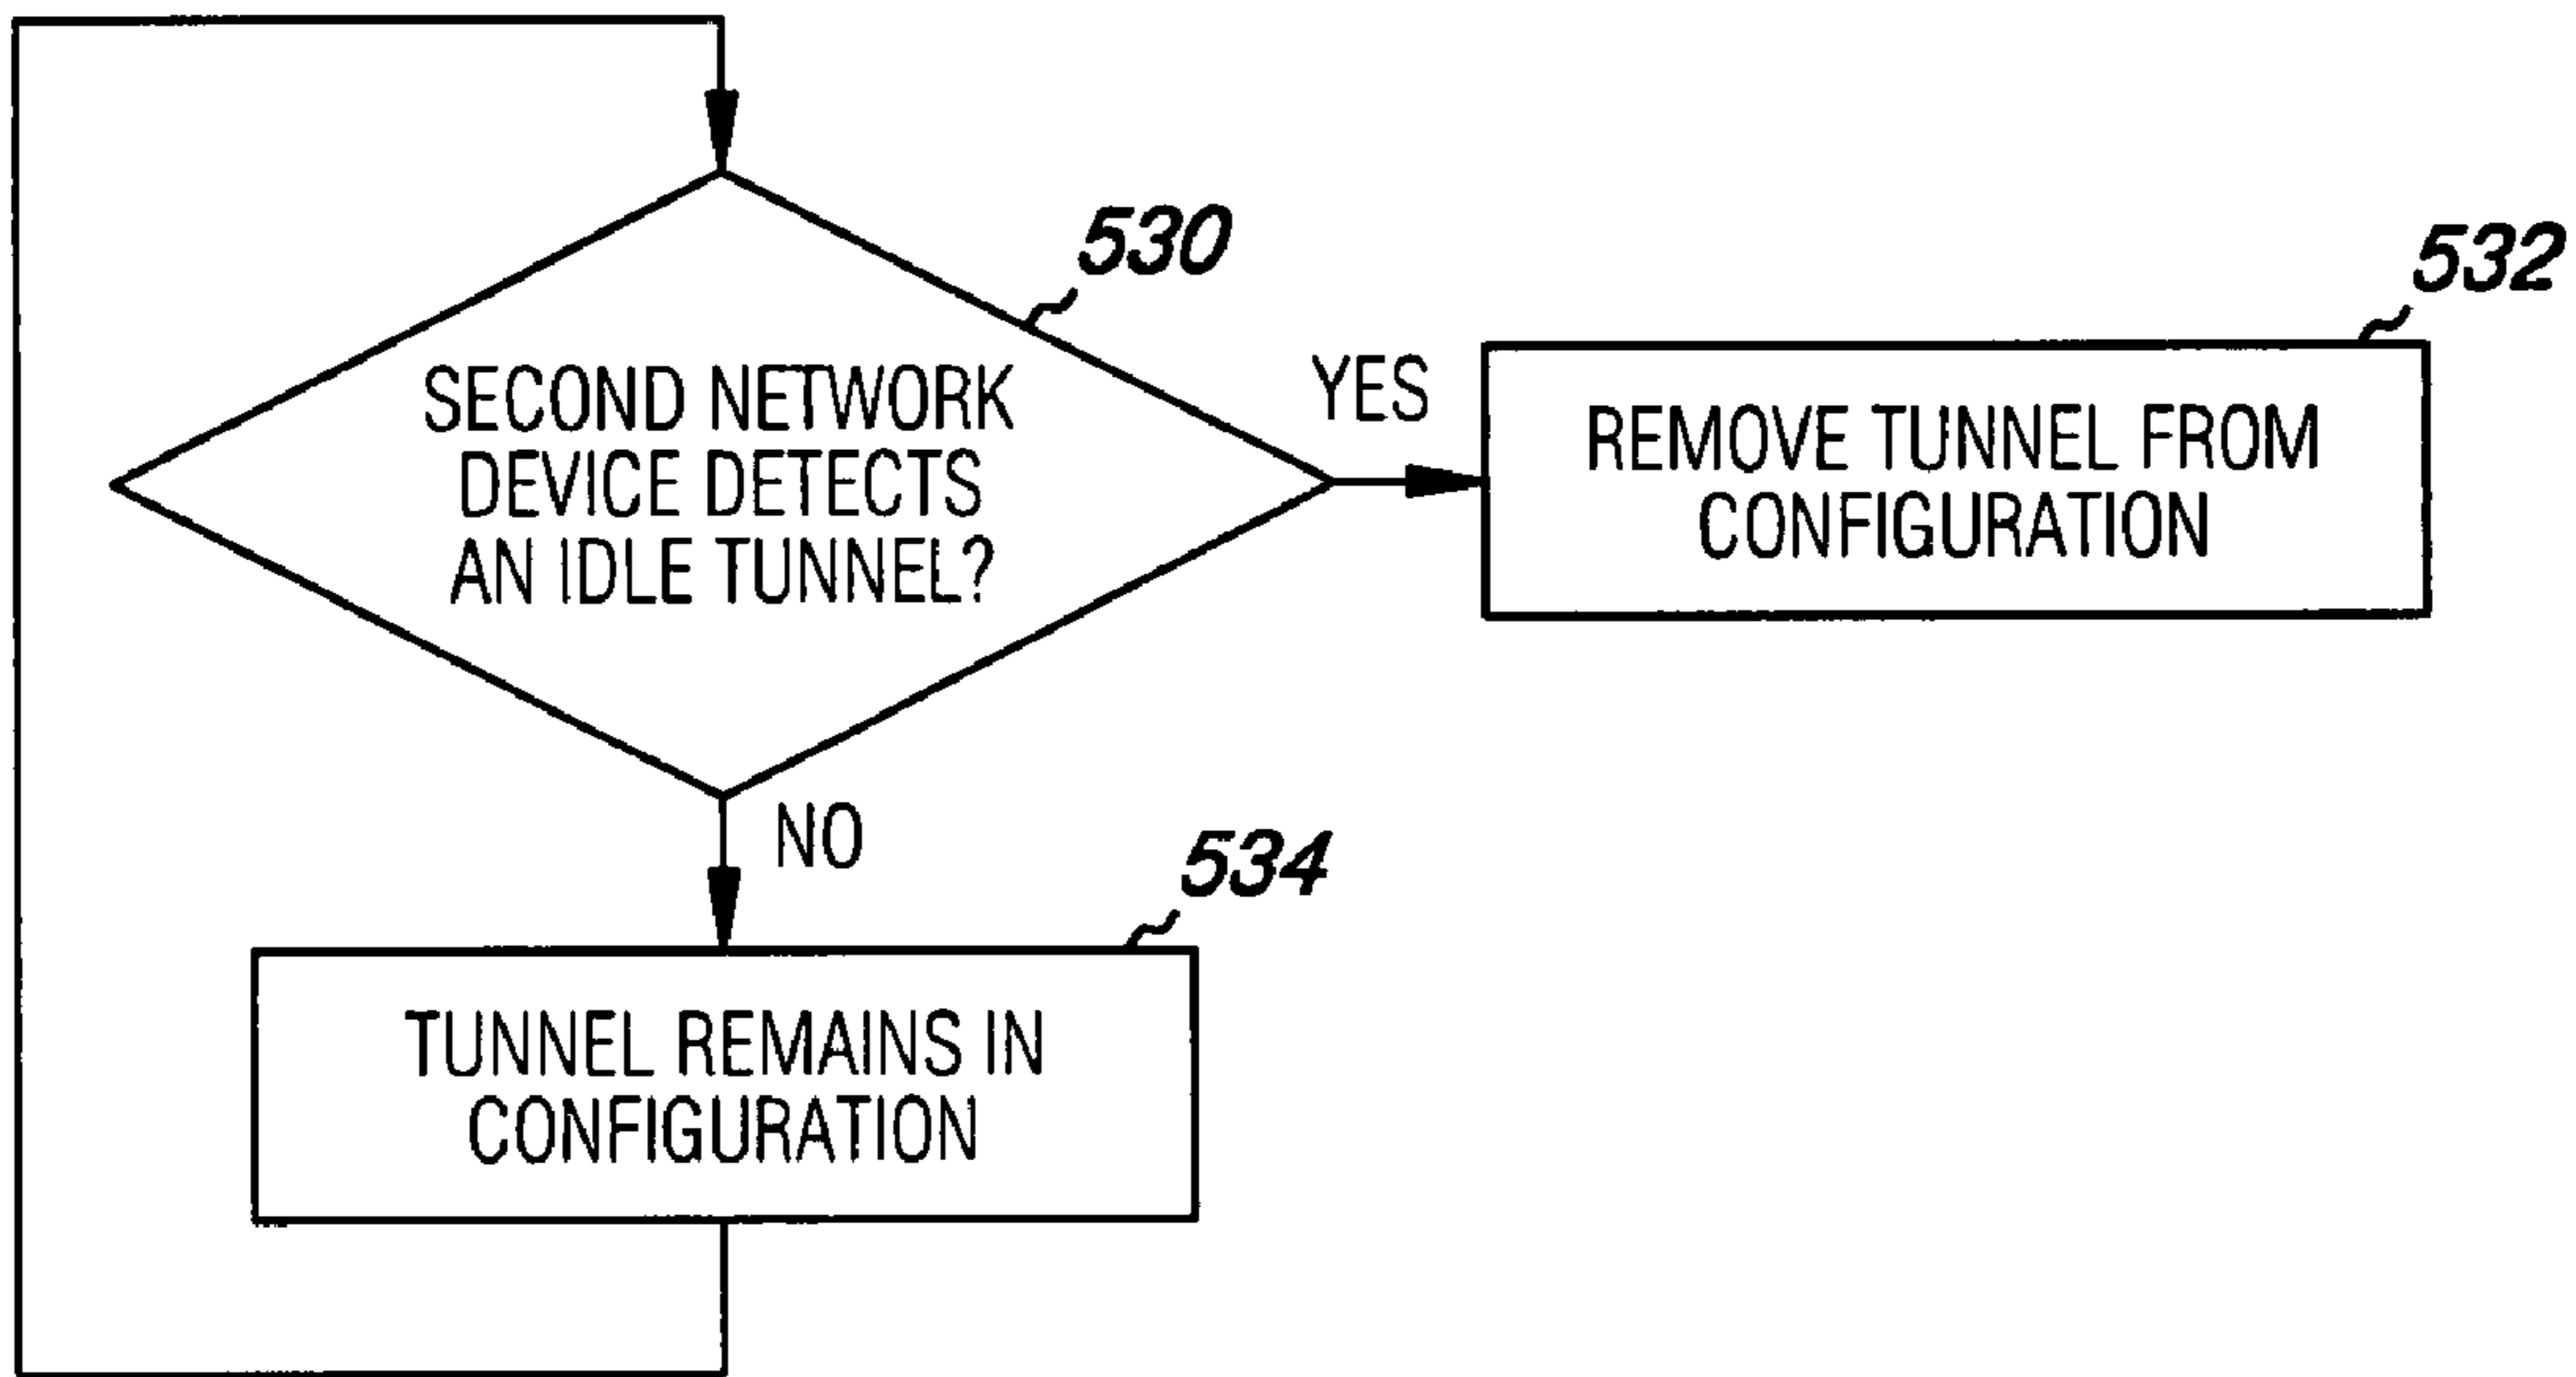 530
SECOND NETWORK
DEVICE DETECTS
AN IDLE TUNNEL?
YES
532
REMOVE TUNNEL FROM
CONFIGURATION
NO
534
TUNNEL REMAINS IN
CONFIGURATION